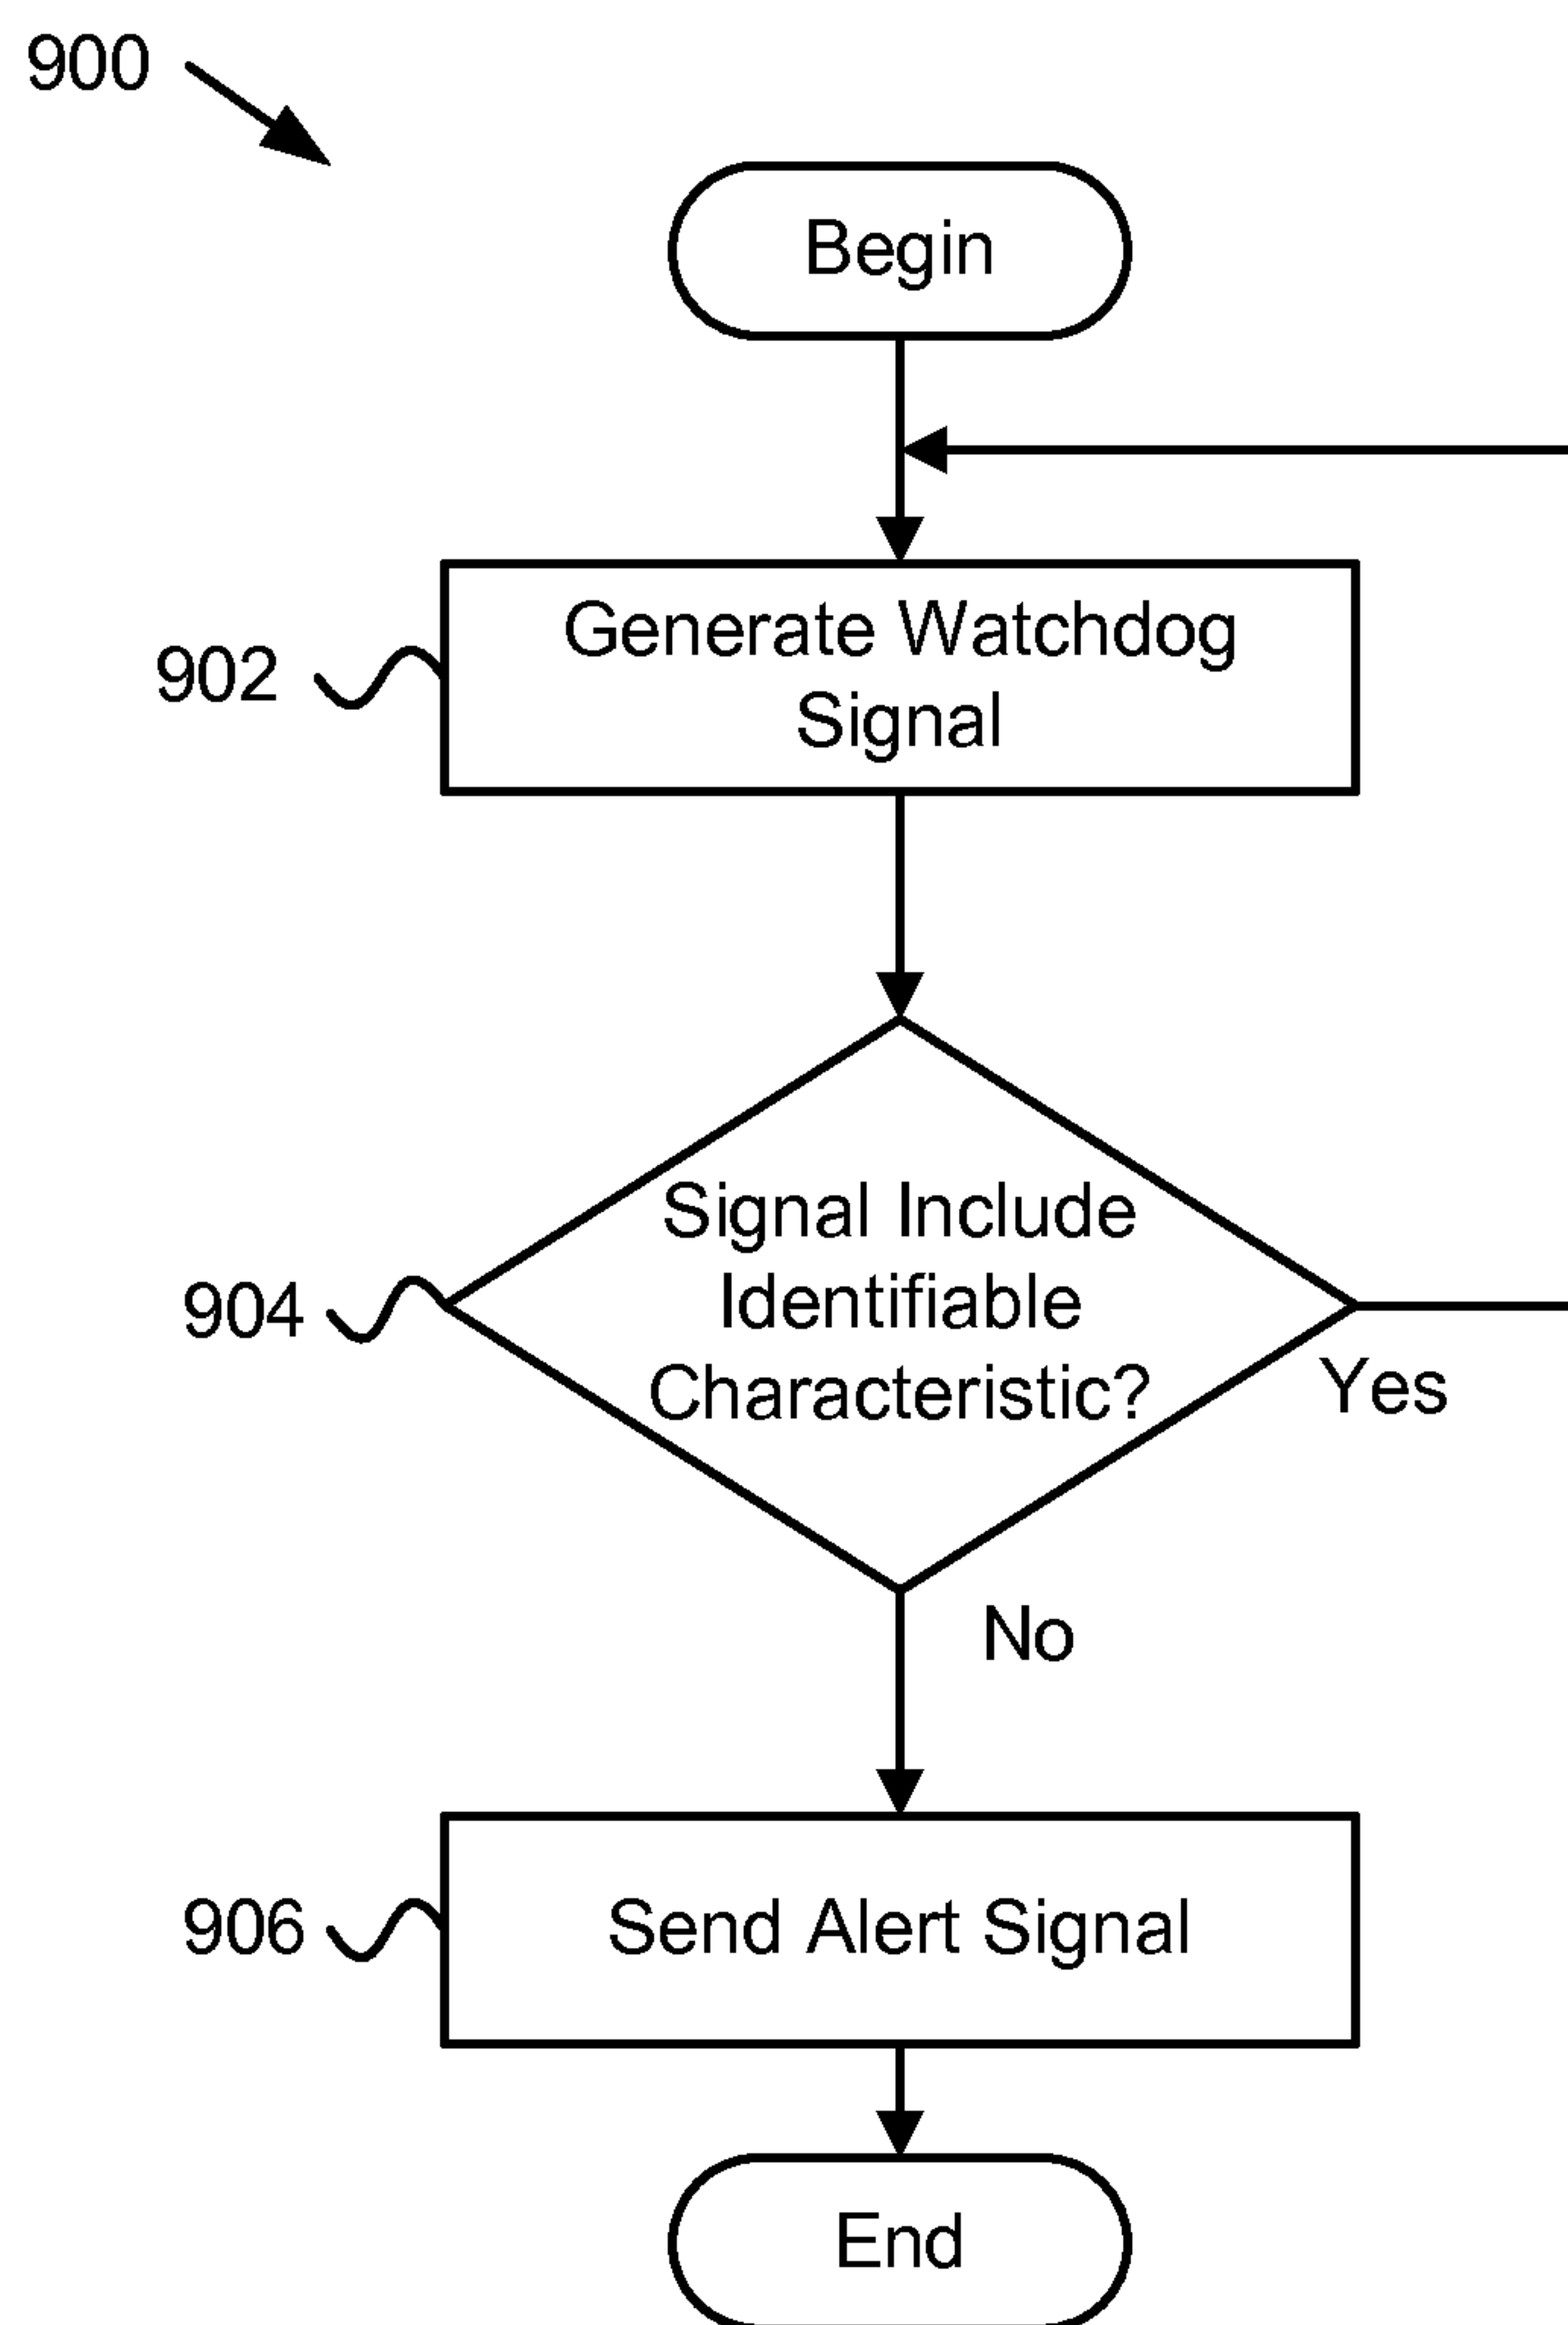 900
Begin
902
Generate Watchdog
Signal
904
Signal Include
Identifiable
Characteristic?
Yes
No
906
Send Alert Signal
End